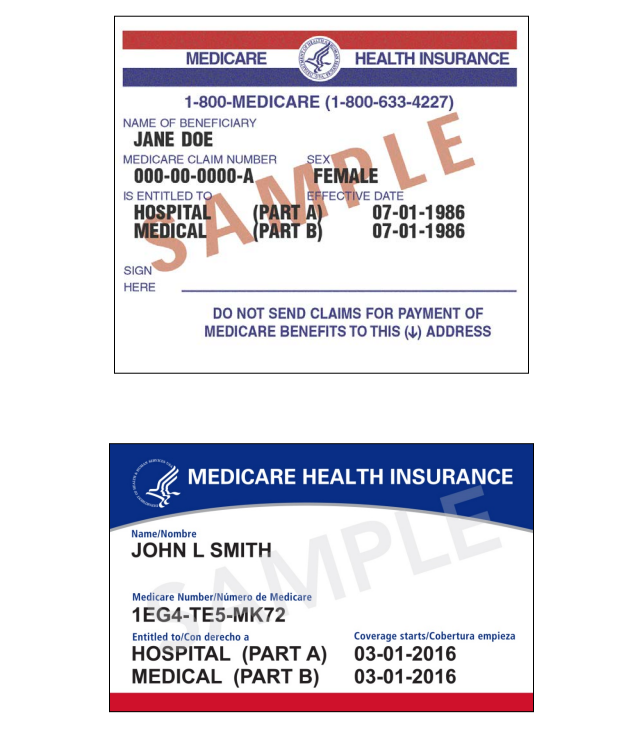 MEDICARE HEALTH INSURANCE
1-800-MEDICARE (1-800-633-4227)
NAME OF BENEFICIARY
JANE DOE
MEDICARE CLAIM NUMBER SEX
000-00-0000-A FEMALE
IS ENTITLED TO EFFECTIVE DATE
HOSPITAL (PART A) 07-01-1986
MEDICAL (PART B) 07-01-1986
SAMPLE
SIGN
HERE
DO NOT SEND CLAIMS FOR PAYMENT OF
MEDICARE BENEFITS TO THIS (↓) ADDRESS
MEDICARE HEALTH INSURANCE
Name/Nombre
JOHN L SMITH
SAMPLE
Medicare Number/Número de Medicare
1EG4-TE5-MK72
Entitled to/Con derecho a Coverage starts/Cobertura empieza
HOSPITAL (PART A) 03-01-2016
MEDICAL (PART B) 03-01-2016